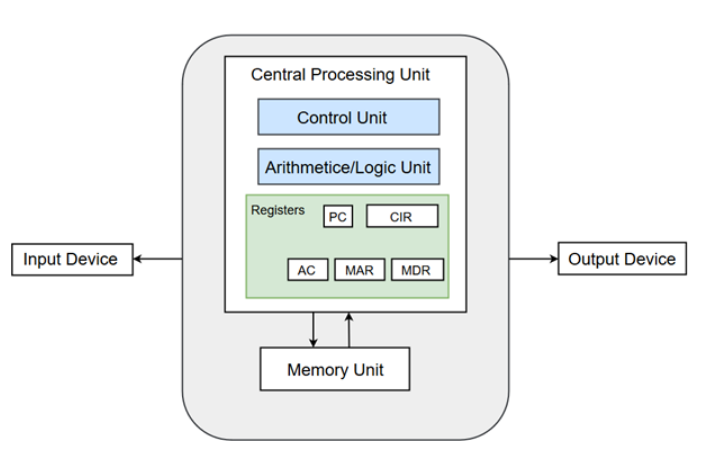 Central Processing Unit
Control Unit
Arithmetice/Logic Unit
Registers
PC
CIR
Input Device
Output Device
AC
MAR
MDR
Memory Unit